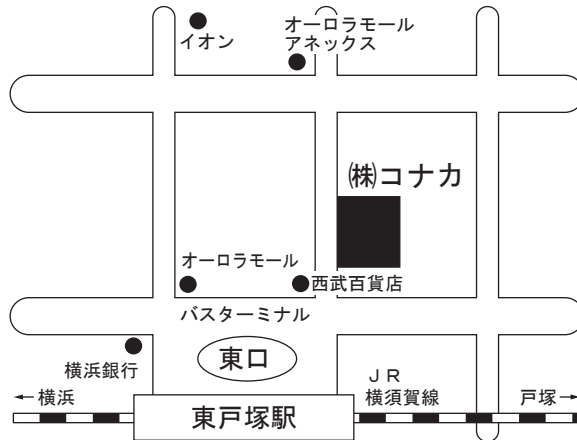 オーロラモール
アネックス
イオン
㈱コナカ
オーロラモール
西武百貨店
バスターミナル
東口
横浜銀行
JR
横須賀線
←横浜
戸塚→
東戸塚駅